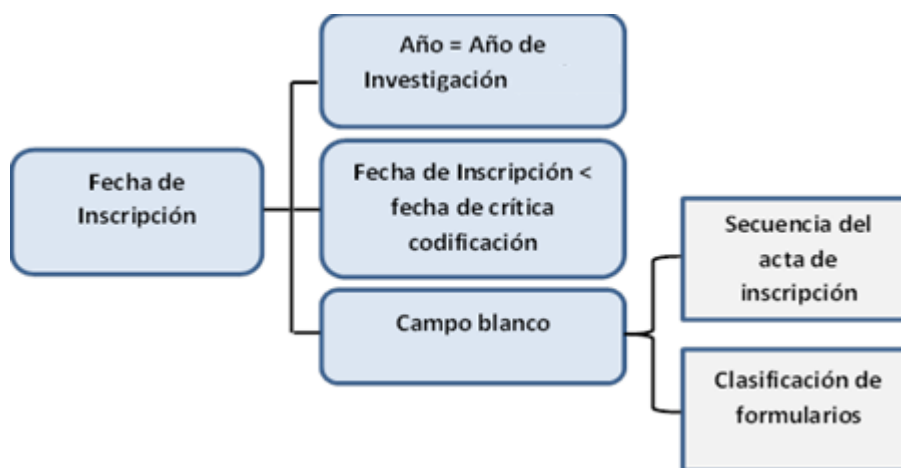 Año = Año de
Investigación
Fecha de
Inscripción
Fecha de Inscripción <
fecha de crítica
codificación
Campo blanco
Secuencia del
acta de
inscripción
Clasificación de
formularios